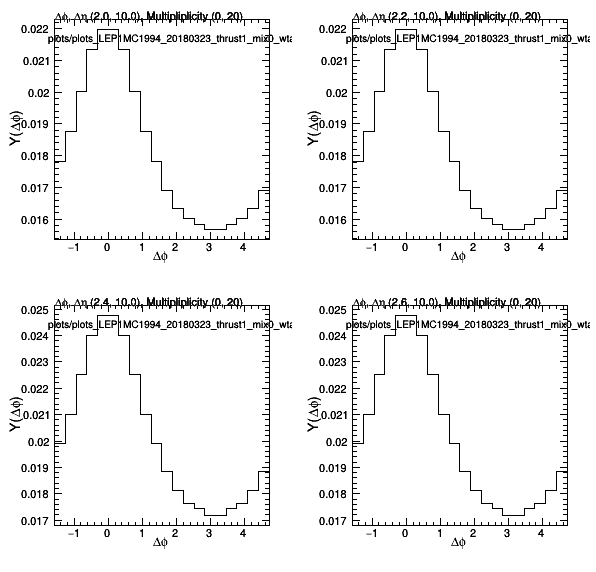 Δϕ, Δη (2.0, 10.0), Multipliplicity (0, 20)
plots/plots_LEP1MC1994_20180323_thrust1_mix0_wta
Y(Δϕ)
0.022
0.021
0.02
0.019
0.018
0.017
0.016
−1 0 1 2 3 4
Δϕ
Δϕ, Δη (2.2, 10.0), Multipliplicity (0, 20)
plots/plots_LEP1MC1994_20180323_thrust1_mix0_wta
Y(Δϕ)
0.022
0.021
0.02
0.019
0.018
0.017
0.016
−1 0 1 2 3 4
Δϕ
Δϕ, Δη (2.4, 10.0), Multipliplicity (0, 20)
plots/plots_LEP1MC1994_20180323_thrust1_mix0_wta
Y(Δϕ)
0.025
0.024
0.023
0.022
0.021
0.02
0.019
0.018
0.017
−1 0 1 2 3 4
Δϕ
Δϕ, Δη (2.6, 10.0), Multipliplicity (0, 20)
plots/plots_LEP1MC1994_20180323_thrust1_mix0_wta
Y(Δϕ)
0.025
0.024
0.023
0.022
0.021
0.02
0.019
0.018
0.017
−1 0 1 2 3 4
Δϕ